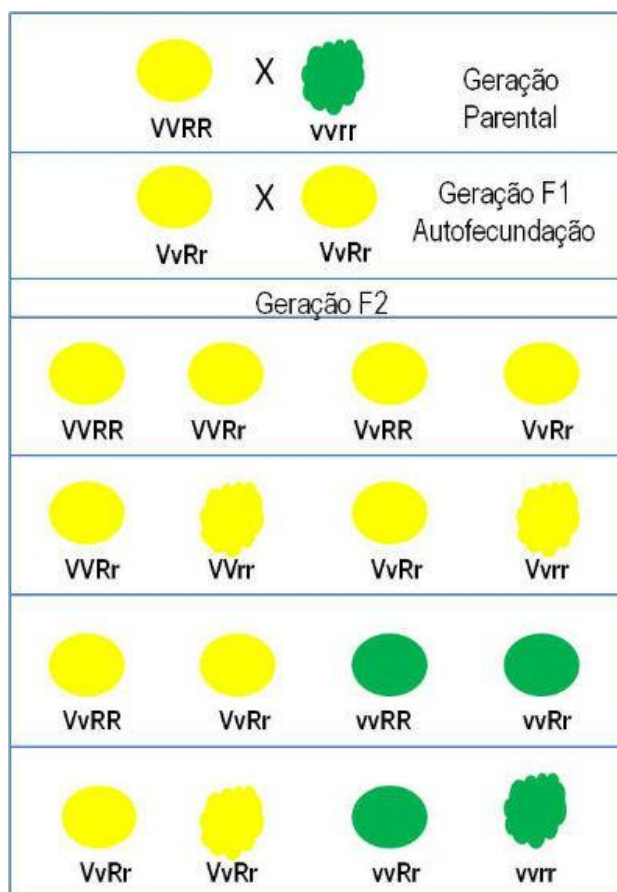 X
VVRR vvrr
Geração
Parental
X
VvRr VvRr
Geração F1
Autofecundação
Geração F2
VVRR VVRr VvRR VvRr
VVRr VVrr VvRr Vvrr
VvRR VvRr vvRR vvRr
VvRr VvRr vvRr vvrr